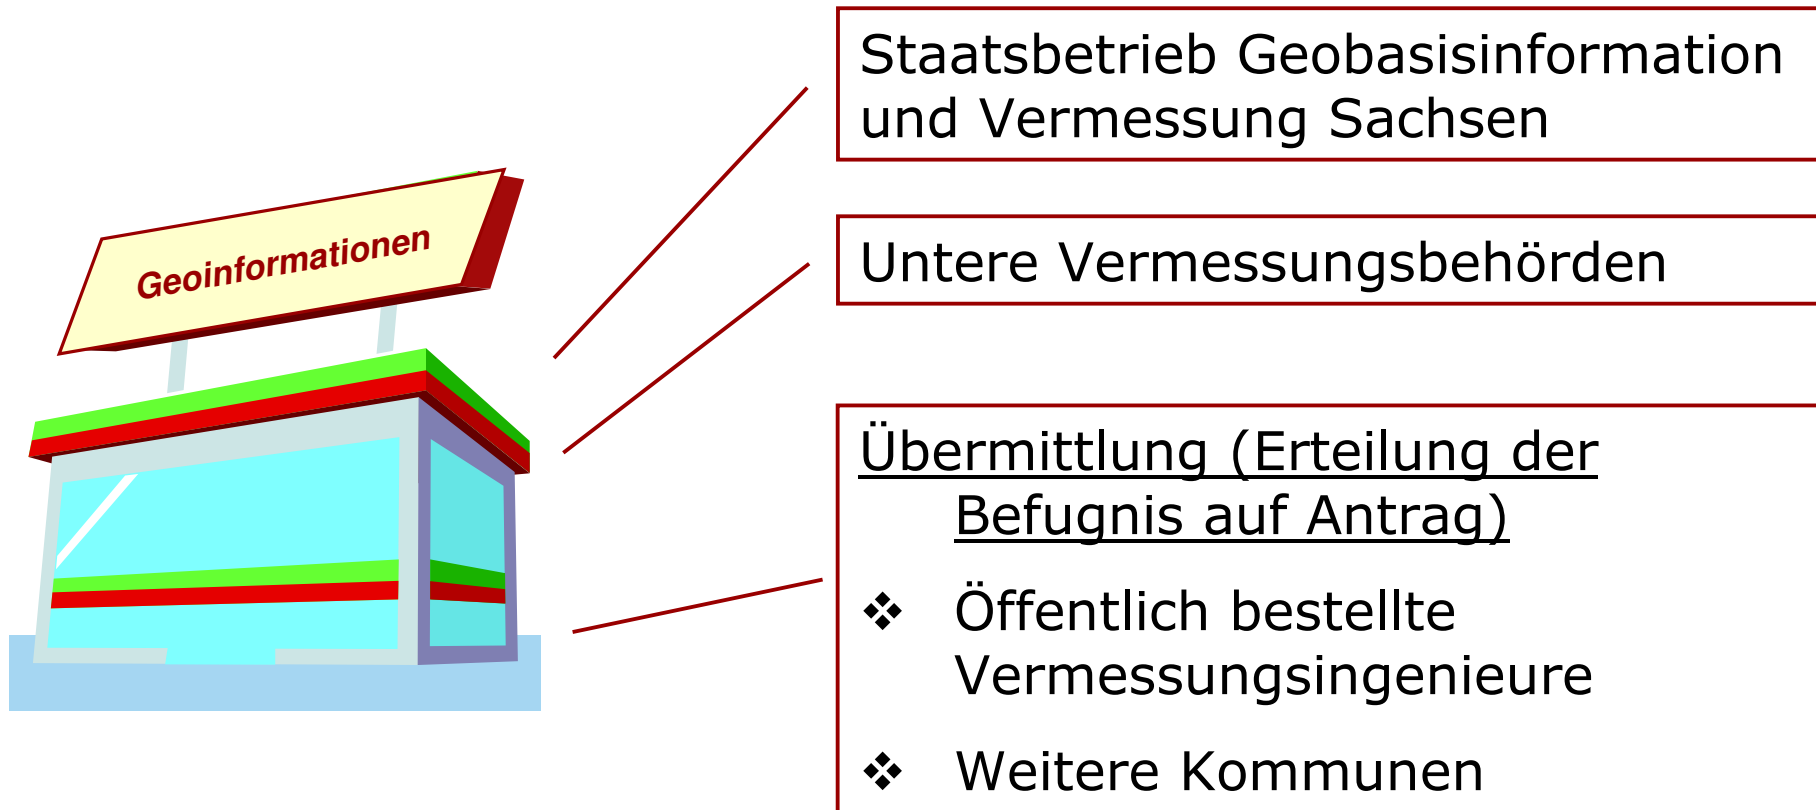 Geoinformationen
Staatsbetrieb Geobasisinformation
und Vermessung Sachsen
Untere Vermessungsbehörden
Übermittlung (Erteilung der
Befugnis auf Antrag)
❖ Öffentlich bestellte
Vermessungsingenieure
❖ Weitere Kommunen